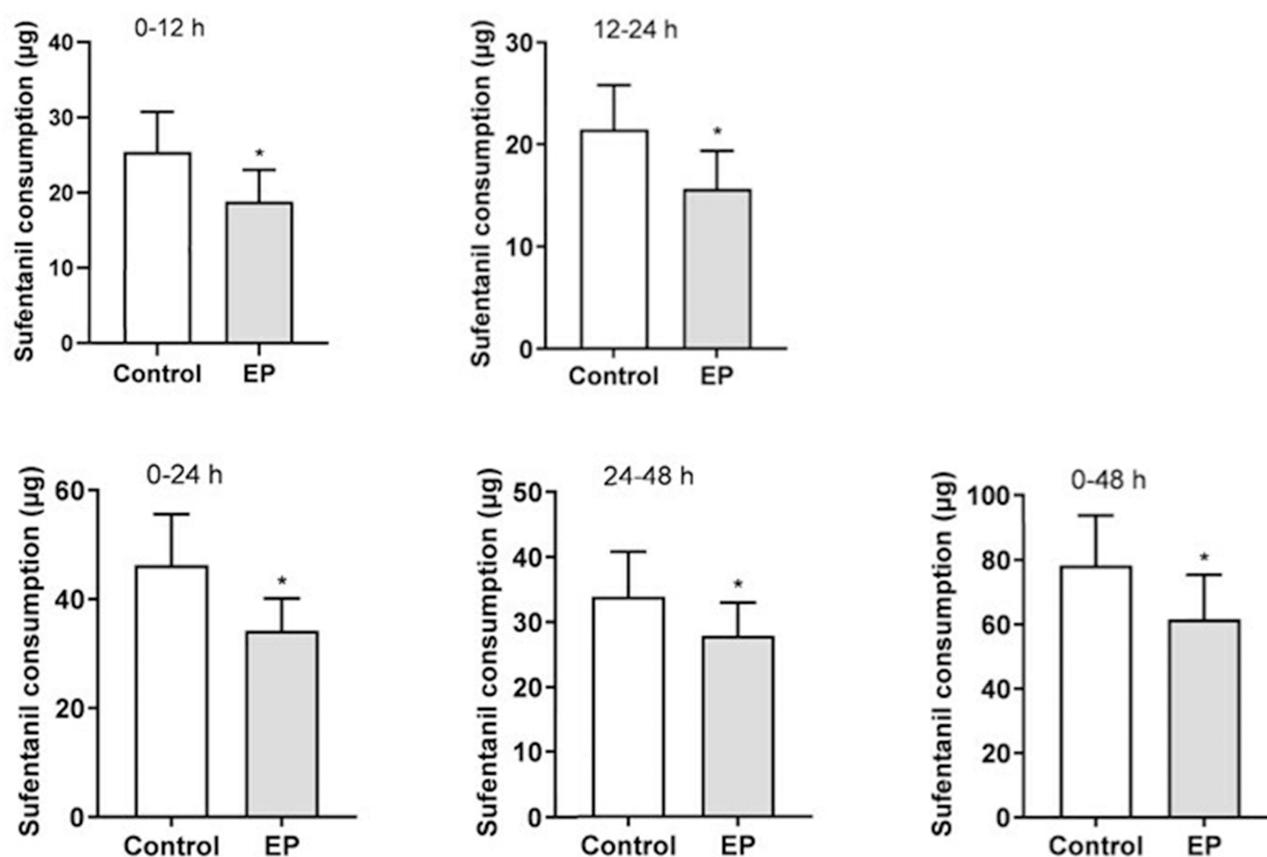 0-12 h
Sufentanil consumption (µg)
40
30
20
10
0
*
Control EP
12-24 h
Sufentanil consumption (µg)
30
20
10
0
*
Control EP
0-24 h
Sufentanil consumption (µg)
60
40
20
0
*
Control EP
24-48 h
Sufentanil consumption (µg)
50
40
30
20
10
0
*
Control EP
0-48 h
Sufentanil consumption (µg)
100
80
60
40
20
0
*
Control EP